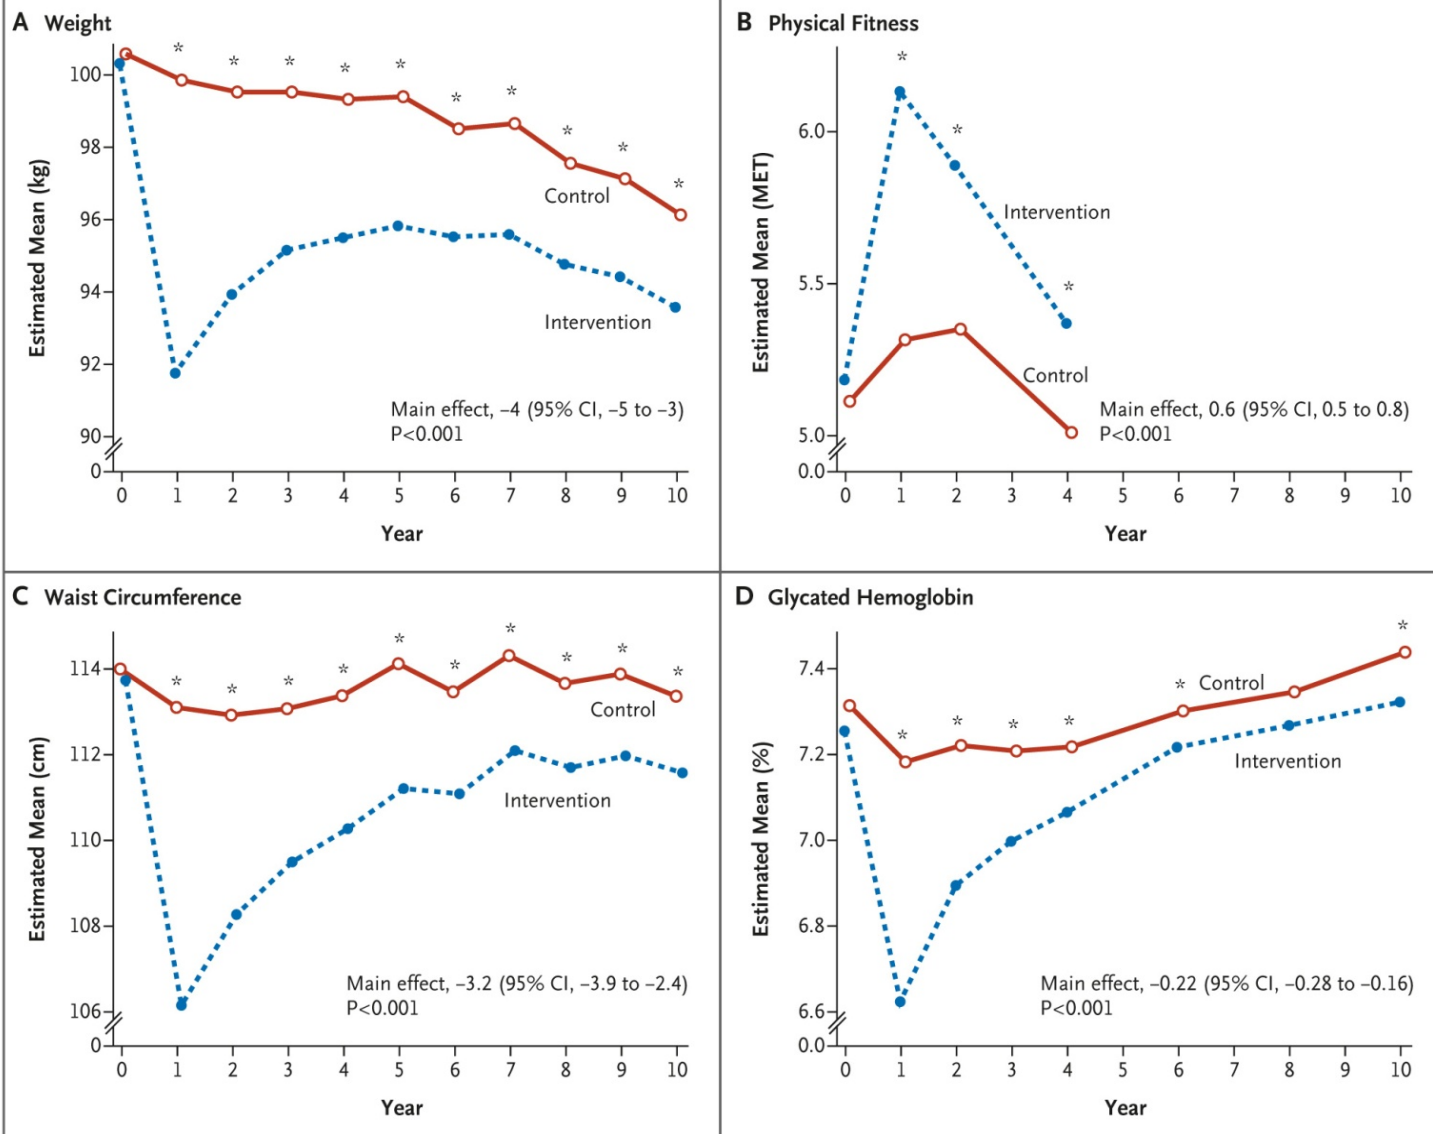 A Weight
*
*
*
*
*
*
*
*
*
*
100
98
96
94
92
90
0
Estimated Mean (kg)
Control
Intervention
Main effect, –4 (95% CI, –5 to –3)
P<0.001
0 1 2 3 4 5 6 7 8 9 10
Year
B Physical Fitness
*
*
*
6.0
5.5
5.0
0.0
Estimated Mean (MET)
Intervention
Control
Main effect, 0.6 (95% CI, 0.5 to 0.8)
P<0.001
0 1 2 3 4 5 6 7 8 9 10
Year
C Waist Circumference
*
*
*
*
*
*
*
*
*
*
114
112
110
108
106
0
Estimated Mean (cm)
Control
Intervention
Main effect, –3.2 (95% CI, –3.9 to –2.4)
P<0.001
0 1 2 3 4 5 6 7 8 9 10
Year
D Glycated Hemoglobin
*
*
*
*
*
*
7.4
7.2
7.0
6.8
6.6
0.0
Estimated Mean (%)
Control
Intervention
Main effect, –0.22 (95% CI, –0.28 to –0.16)
P<0.001
0 1 2 3 4 5 6 7 8 9 10
Year